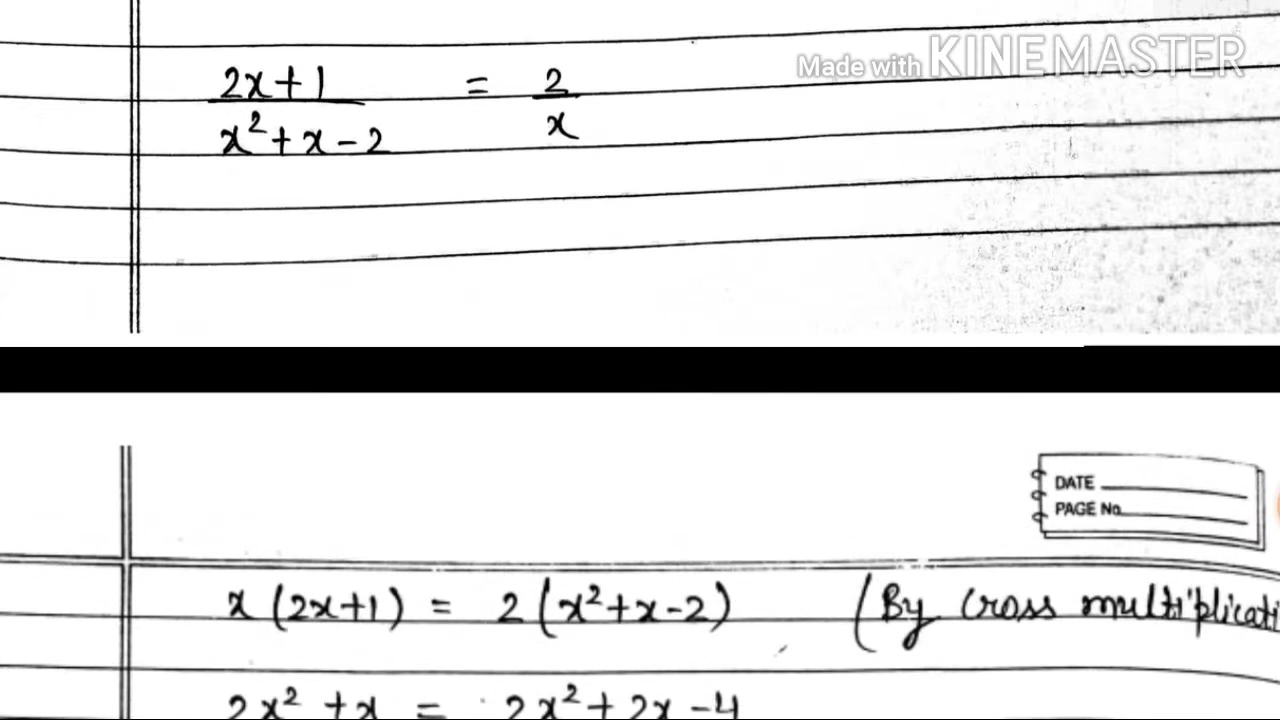 Made with KINEMASTER
2x+1 / x²+x-2 = 2/x
DATE
PAGE No.
x(2x+1) = 2(x²+x-2) (By cross multiplicati
2x²+x = 2x²+2x-4